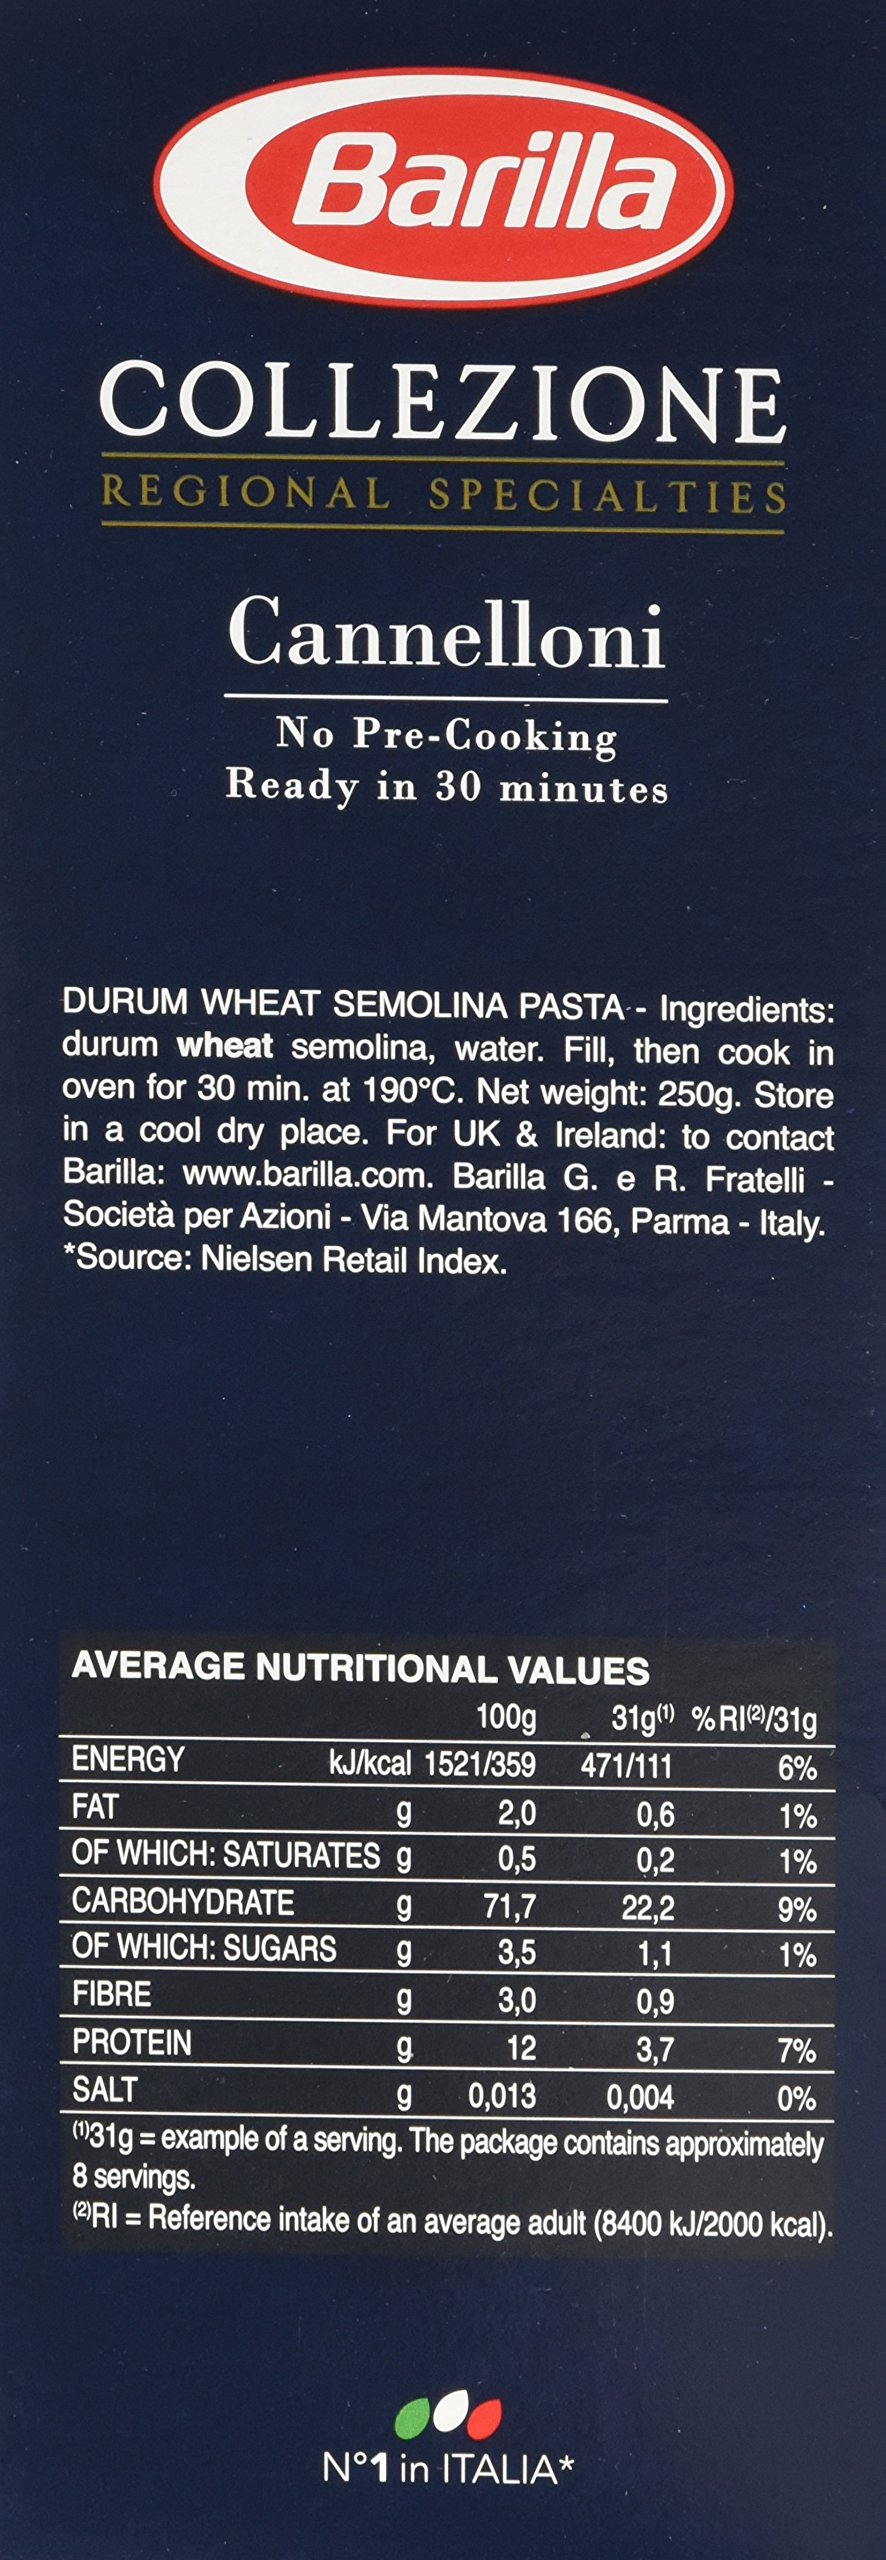 Barilla
COLLEZIONE
REGIONAL SPECIALTIES
Cannelloni
No Pre-Cooking
Ready in 30 minutes
DURUM WHEAT SEMOLINA PASTA - Ingredients:
durum wheat semolina, water. Fill, then cook in
oven for 30 min. at 190°C. Net weight: 250g. Store
in a cool dry place. For UK & Ireland: to contact
Barilla: www.barilla.com. Barilla G. e R. Fratelli -
Società per Azioni - Via Mantova 166, Parma - Italy.
*Source: Nielsen Retail Index.
AVERAGE NUTRITIONAL VALUES
100g 31g(1) %RI(2)/31g
ENERGY kJ/kcal 1521/359 471/111 6%
FAT g 2,0 0,6 1%
OF WHICH: SATURATES g 0,5 0,2 1%
CARBOHYDRATE g 71,7 22,2 9%
OF WHICH: SUGARS g 3,5 1,1 1%
FIBRE g 3,0 0,9
PROTEIN g 12 3,7 7%
SALT g 0,013 0,004 0%
(1)31g = example of a serving. The package contains approximately
8 servings.
(2)RI = Reference intake of an average adult (8400 kJ/2000 kcal).
N°1 in ITALIA*